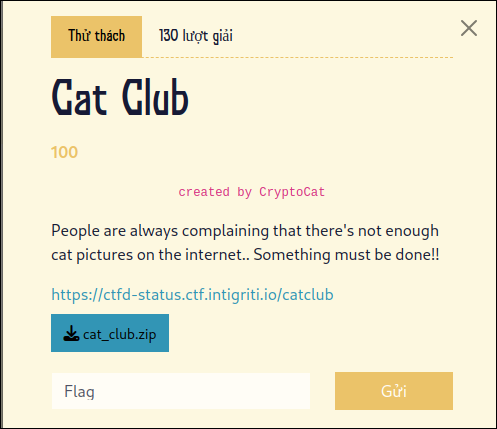 Thử thách
130 lượt giải
Cat Club
100
created by CryptoCat
People are always complaining that there's not enough
cat pictures on the internet.. Something must be done!!
https://ctfd-status.ctf.intigriti.io/catclub
cat_club.zip
Flag
Gửi